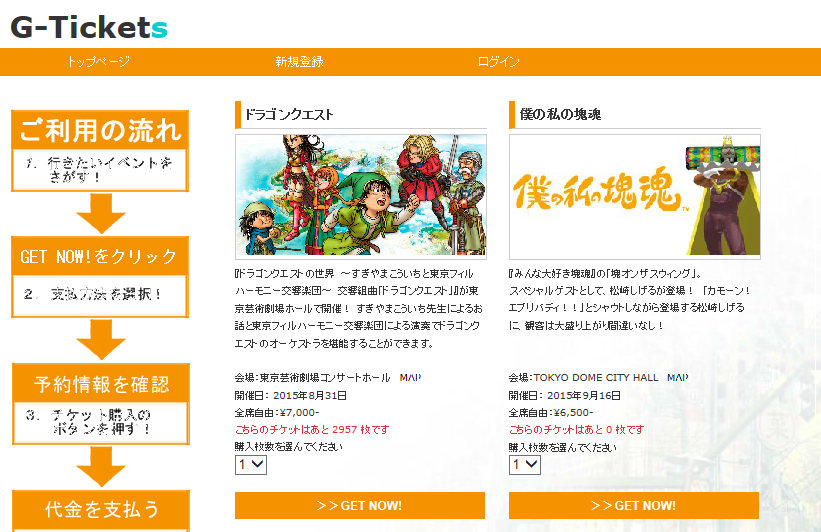 G-Tickets
トップページ 新規登録 ログイン
ご利用の流れ
1. 行きたいイベントを
さがす！
GET NOW!をクリック
2. 支払方法を選択！
予約情報を確認
3. チケット購入の
ボタンを押す！
代金を支払う
ドラゴンクエスト
『ドラゴンクエストの世界 ～すぎやまこういちと東京フィル
ハーモニー交響楽団～ 交響組曲「ドラゴンクエスト」』が東
京芸術劇場ホールで開催！ すぎやまこういち先生によるお
話と東京フィルハーモニー交響楽団による演奏でドラゴンク
エストのオーケストラを堪能することができます。
会場：東京芸術劇場コンサートホール MAP
開催日： 2015年8月31日
全席自由：¥7,000-
こちらのチケットはあと 2957 枚です
購入枚数を選んでください
1
＞＞GET NOW!
僕の私の塊魂
僕の私の塊魂™
『みんな大好き塊魂』の「塊オンザスウィング」。
スペシャルゲストとして、松崎しげるが登場！ 「カモーン！
エブリバディ！！」とシャウトしながら登場する松崎しげる
に、観客は大盛り上がり間違いなし！
会場：TOKYO DOME CITY HALL MAP
開催日： 2015年9月16日
全席自由：¥6,500-
こちらのチケットはあと 0 枚です
購入枚数を選んでください
1
＞＞GET NOW!